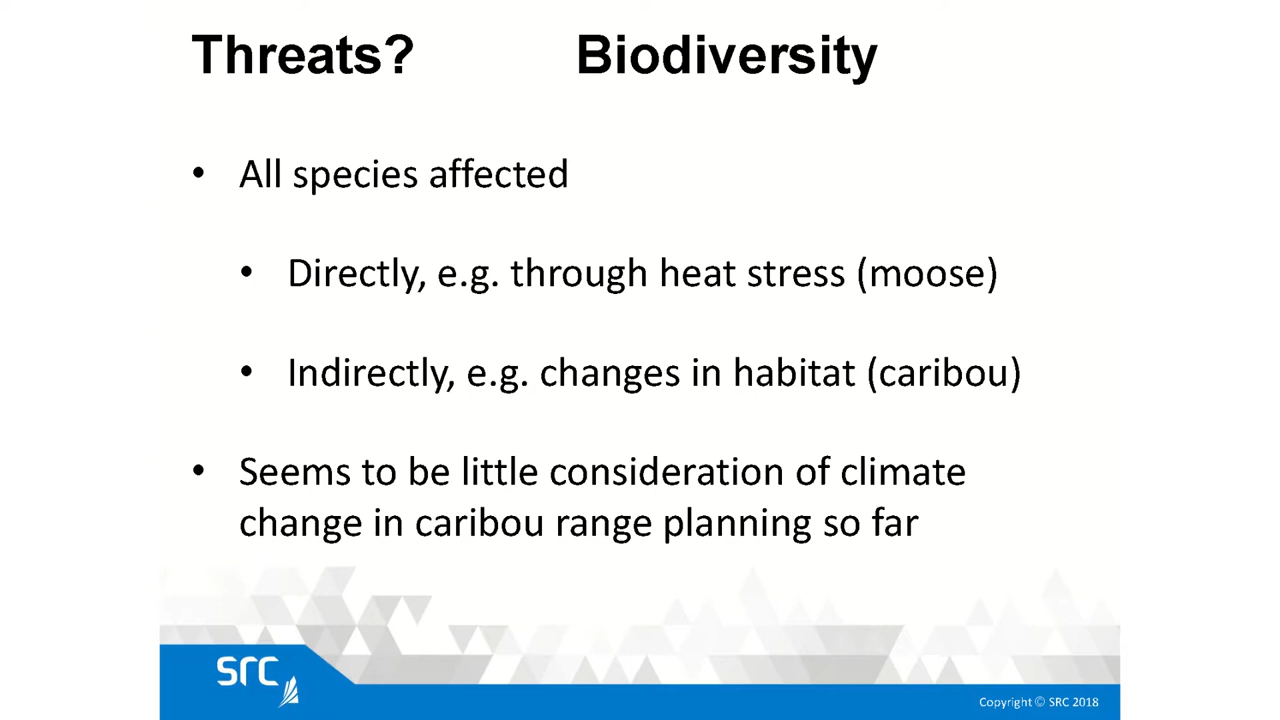 Threats? Biodiversity
• All species affected
• Directly, e.g. through heat stress (moose)
• Indirectly, e.g. changes in habitat (caribou)
• Seems to be little consideration of climate
change in caribou range planning so far
src
Copyright © SRC 2018